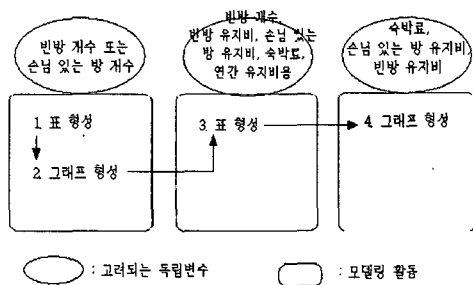 빈방 개수 또는
손님 있는 방 개수
빈방 개수,
빈방 유지비, 손님 있는
방 유지비, 숙박료,
연간 유지비용
숙박료,
손님 있는 방 유지비
빈방 유지비
1. 표 형성
2. 그래프 형성
3. 표 형성
4. 그래프 형성
: 고려되는 독립변수
: 모델링 활동